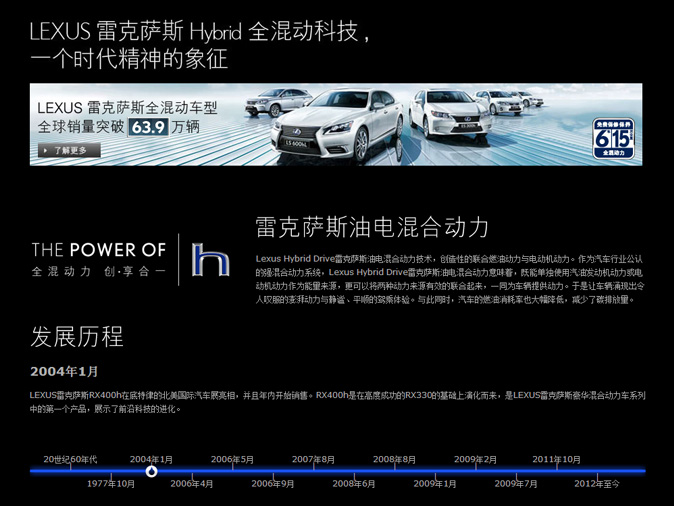 LEXUS 雷克萨斯 Hybrid 全混动科技，
一个时代精神的象征
LEXUS 雷克萨斯全混动车型
全球销量突破 63.9 万辆
了解更多
LS 600hL
免费保修保养
6 15
全混动力
雷克萨斯油电混合动力
THE POWER OF h
全混动力 创·享合一
Lexus Hybrid Drive雷克萨斯油电混合动力技术，创造性的联合燃油动力与电动机动力。作为汽车行业公认
的强混合动力系统，Lexus Hybrid Drive雷克萨斯油电混合动力意味着，既能单独使用汽油发动机动力或电
动机动力作为能量来源，更可以将两种动力来源有效的联合起来，一同为车辆提供动力。于是让车辆涌现出令
人叹服的澎湃动力与静谧、平顺的驾乘体验。与此同时，汽车的燃油消耗率也大幅降低，减少了碳排放量。
发展历程
2004年1月
LEXUS雷克萨斯RX400h在底特律的北美国际汽车展亮相，并且年内开始销售。RX400h是在高度成功的RX330的基础上演化而来，是LEXUS雷克萨斯豪华混合动力车系列
中的第一个产品，展示了前沿科技的进化。
20世纪60年代 2004年1月 2006年5月 2007年8月 2008年8月 2009年2月 2011年10月
1977年10月 2006年4月 2006年9月 2008年6月 2009年1月 2009年7月 2012年至今